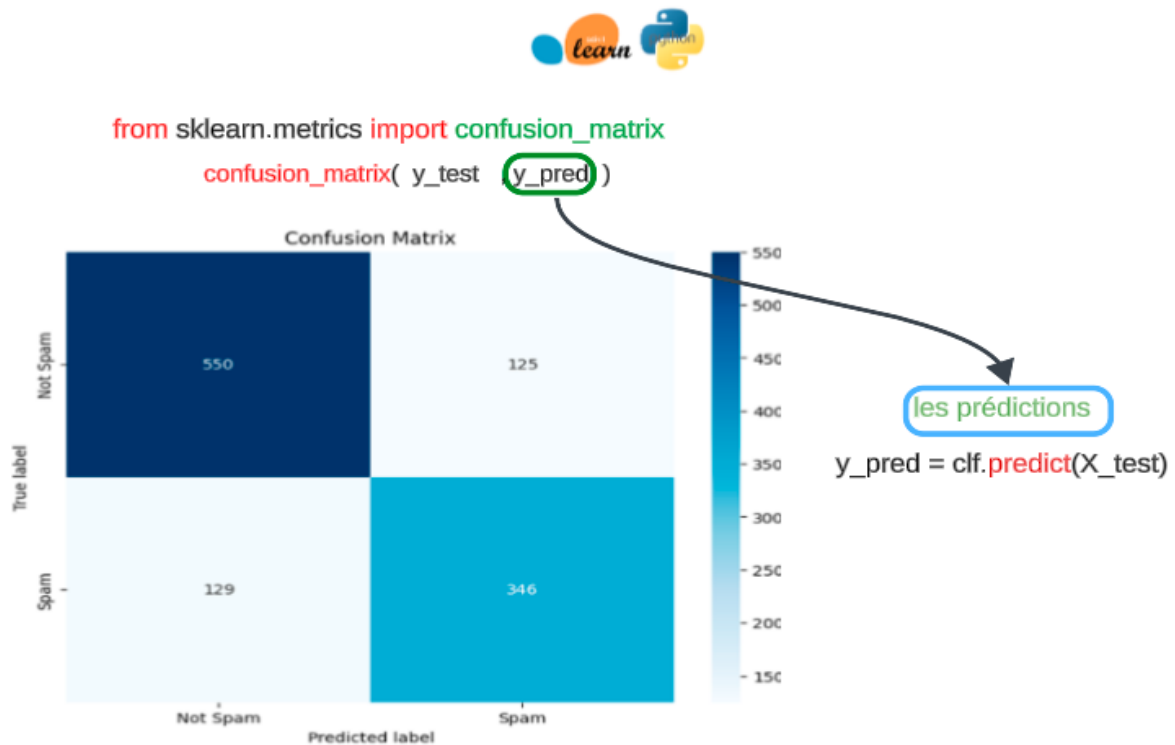 learn python
from sklearn.metrics import confusion_matrix
confusion_matrix( y_test , y_pred )
Confusion Matrix
550
500
450
400
350
300
250
200
150
Not Spam
550
125
True label
Spam
129
346
Not Spam
Spam
Predicted label
les prédictions
y_pred = clf.predict(X_test)